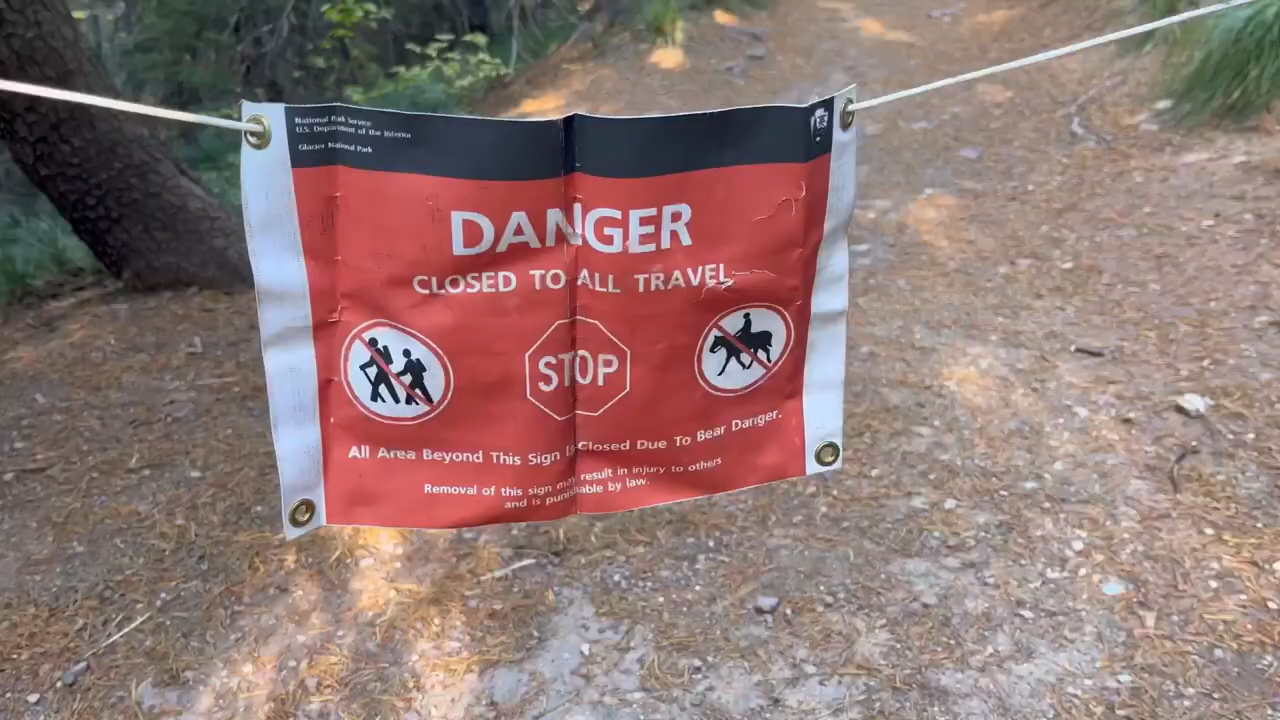 National Park Service
U.S. Department of the Interior
Glacier National Park
DANGER
CLOSED TO ALL TRAVEL
STOP
All Area Beyond This Sign Is Closed Due To Bear Danger.
Removal of this sign may result in injury to others
and is punishable by law.